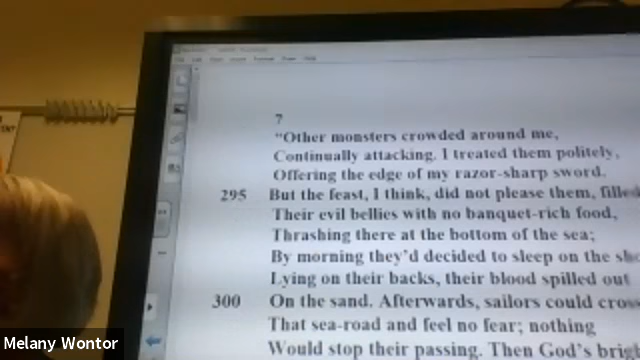 7
“Other monsters crowded around me,
Continually attacking. I treated them politely,
Offering the edge of my razor-sharp sword.
295 But the feast, I think, did not please them, filled
Their evil bellies with no banquet-rich food,
Thrashing there at the bottom of the sea;
By morning they’d decided to sleep on the
Lying on their backs, their blood spilled out
300 On the sand. Afterwards, sailors could cros
That sea-road and feel no fear; nothing
Would stop their passing. Then God’s brig
Melany Wontor